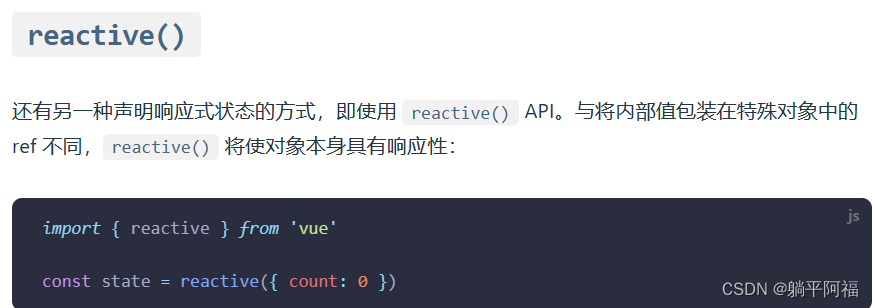 reactive()
还有另一种声明响应式状态的方式，即使用 reactive() API。与将内部值包装在特殊对象中的
ref 不同，reactive() 将使对象本身具有响应性：
js
import { reactive } from 'vue'
const state = reactive({ count: 0 })
CSDN @躺平阿福